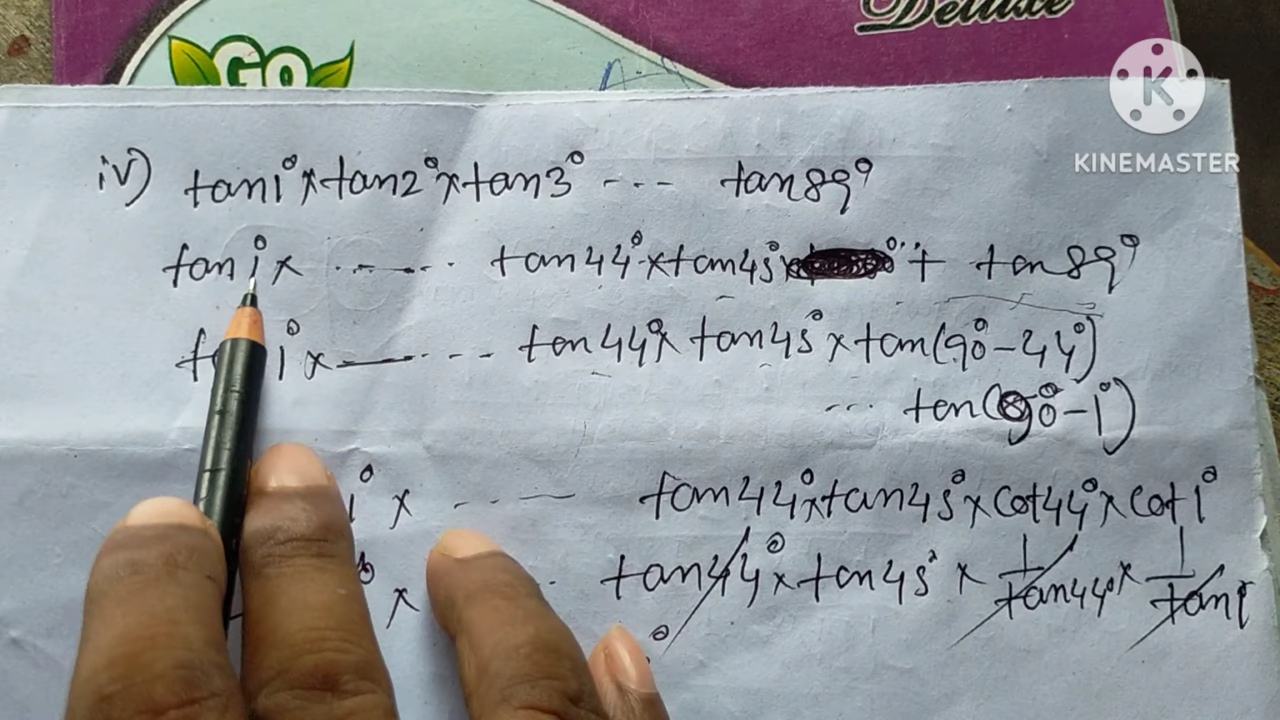 Deluxe
GO
KINEMASTER
iv) tan1° x tan2° x tan3° --- tan89°
tan1° x ------ tan44° x tan45° x + tan89°
1° x ------ tan44° x tan45° x tan(90° - 44°)
... tan(90° - 1°)
1° x ---- tan44° x tan45° x cot44° x cot1°
x .. tan44° x tan45° x 1/tan44° x 1/tan1